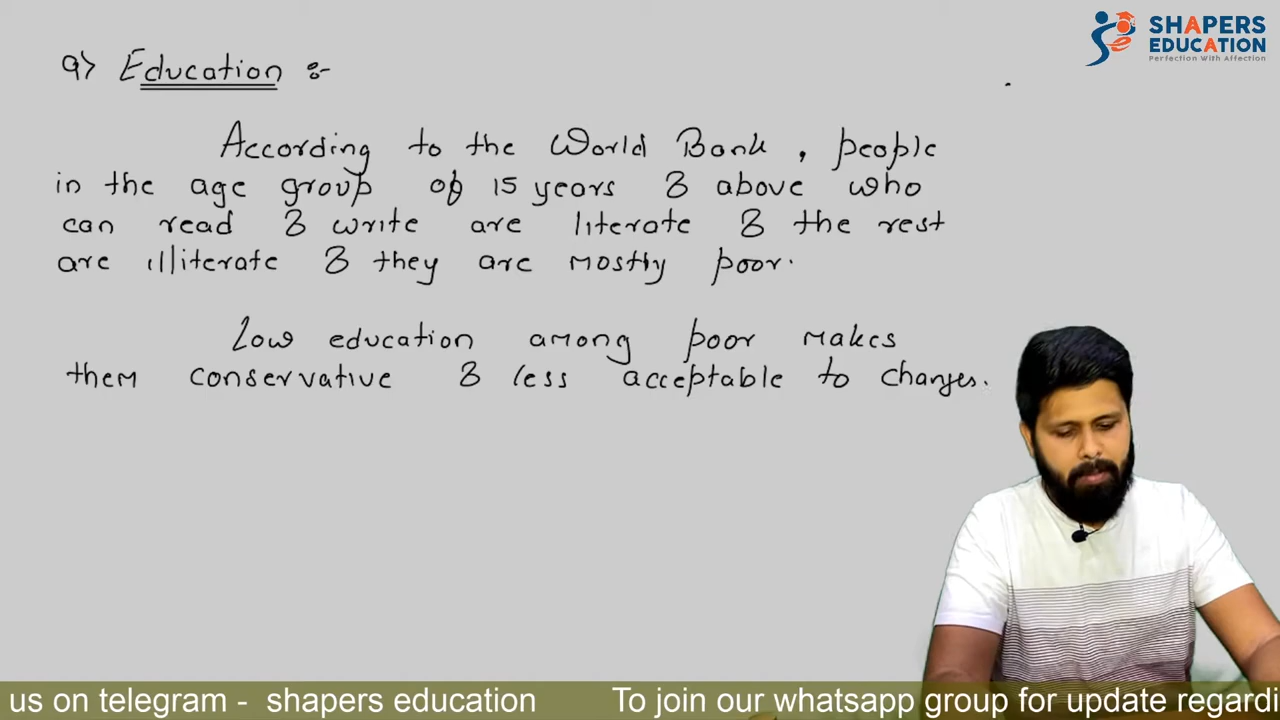 9> Education :-
According to the World Bank, people
in the age group of 15 years & above who
can read & write are literate & the rest
are illiterate & they are mostly poor.
Low education among poor makes
them conservative & less acceptable to changes.
SHAPERS
EDUCATION
Perfection With Affection
us on telegram - shapers education To join our whatsapp group for update regardi